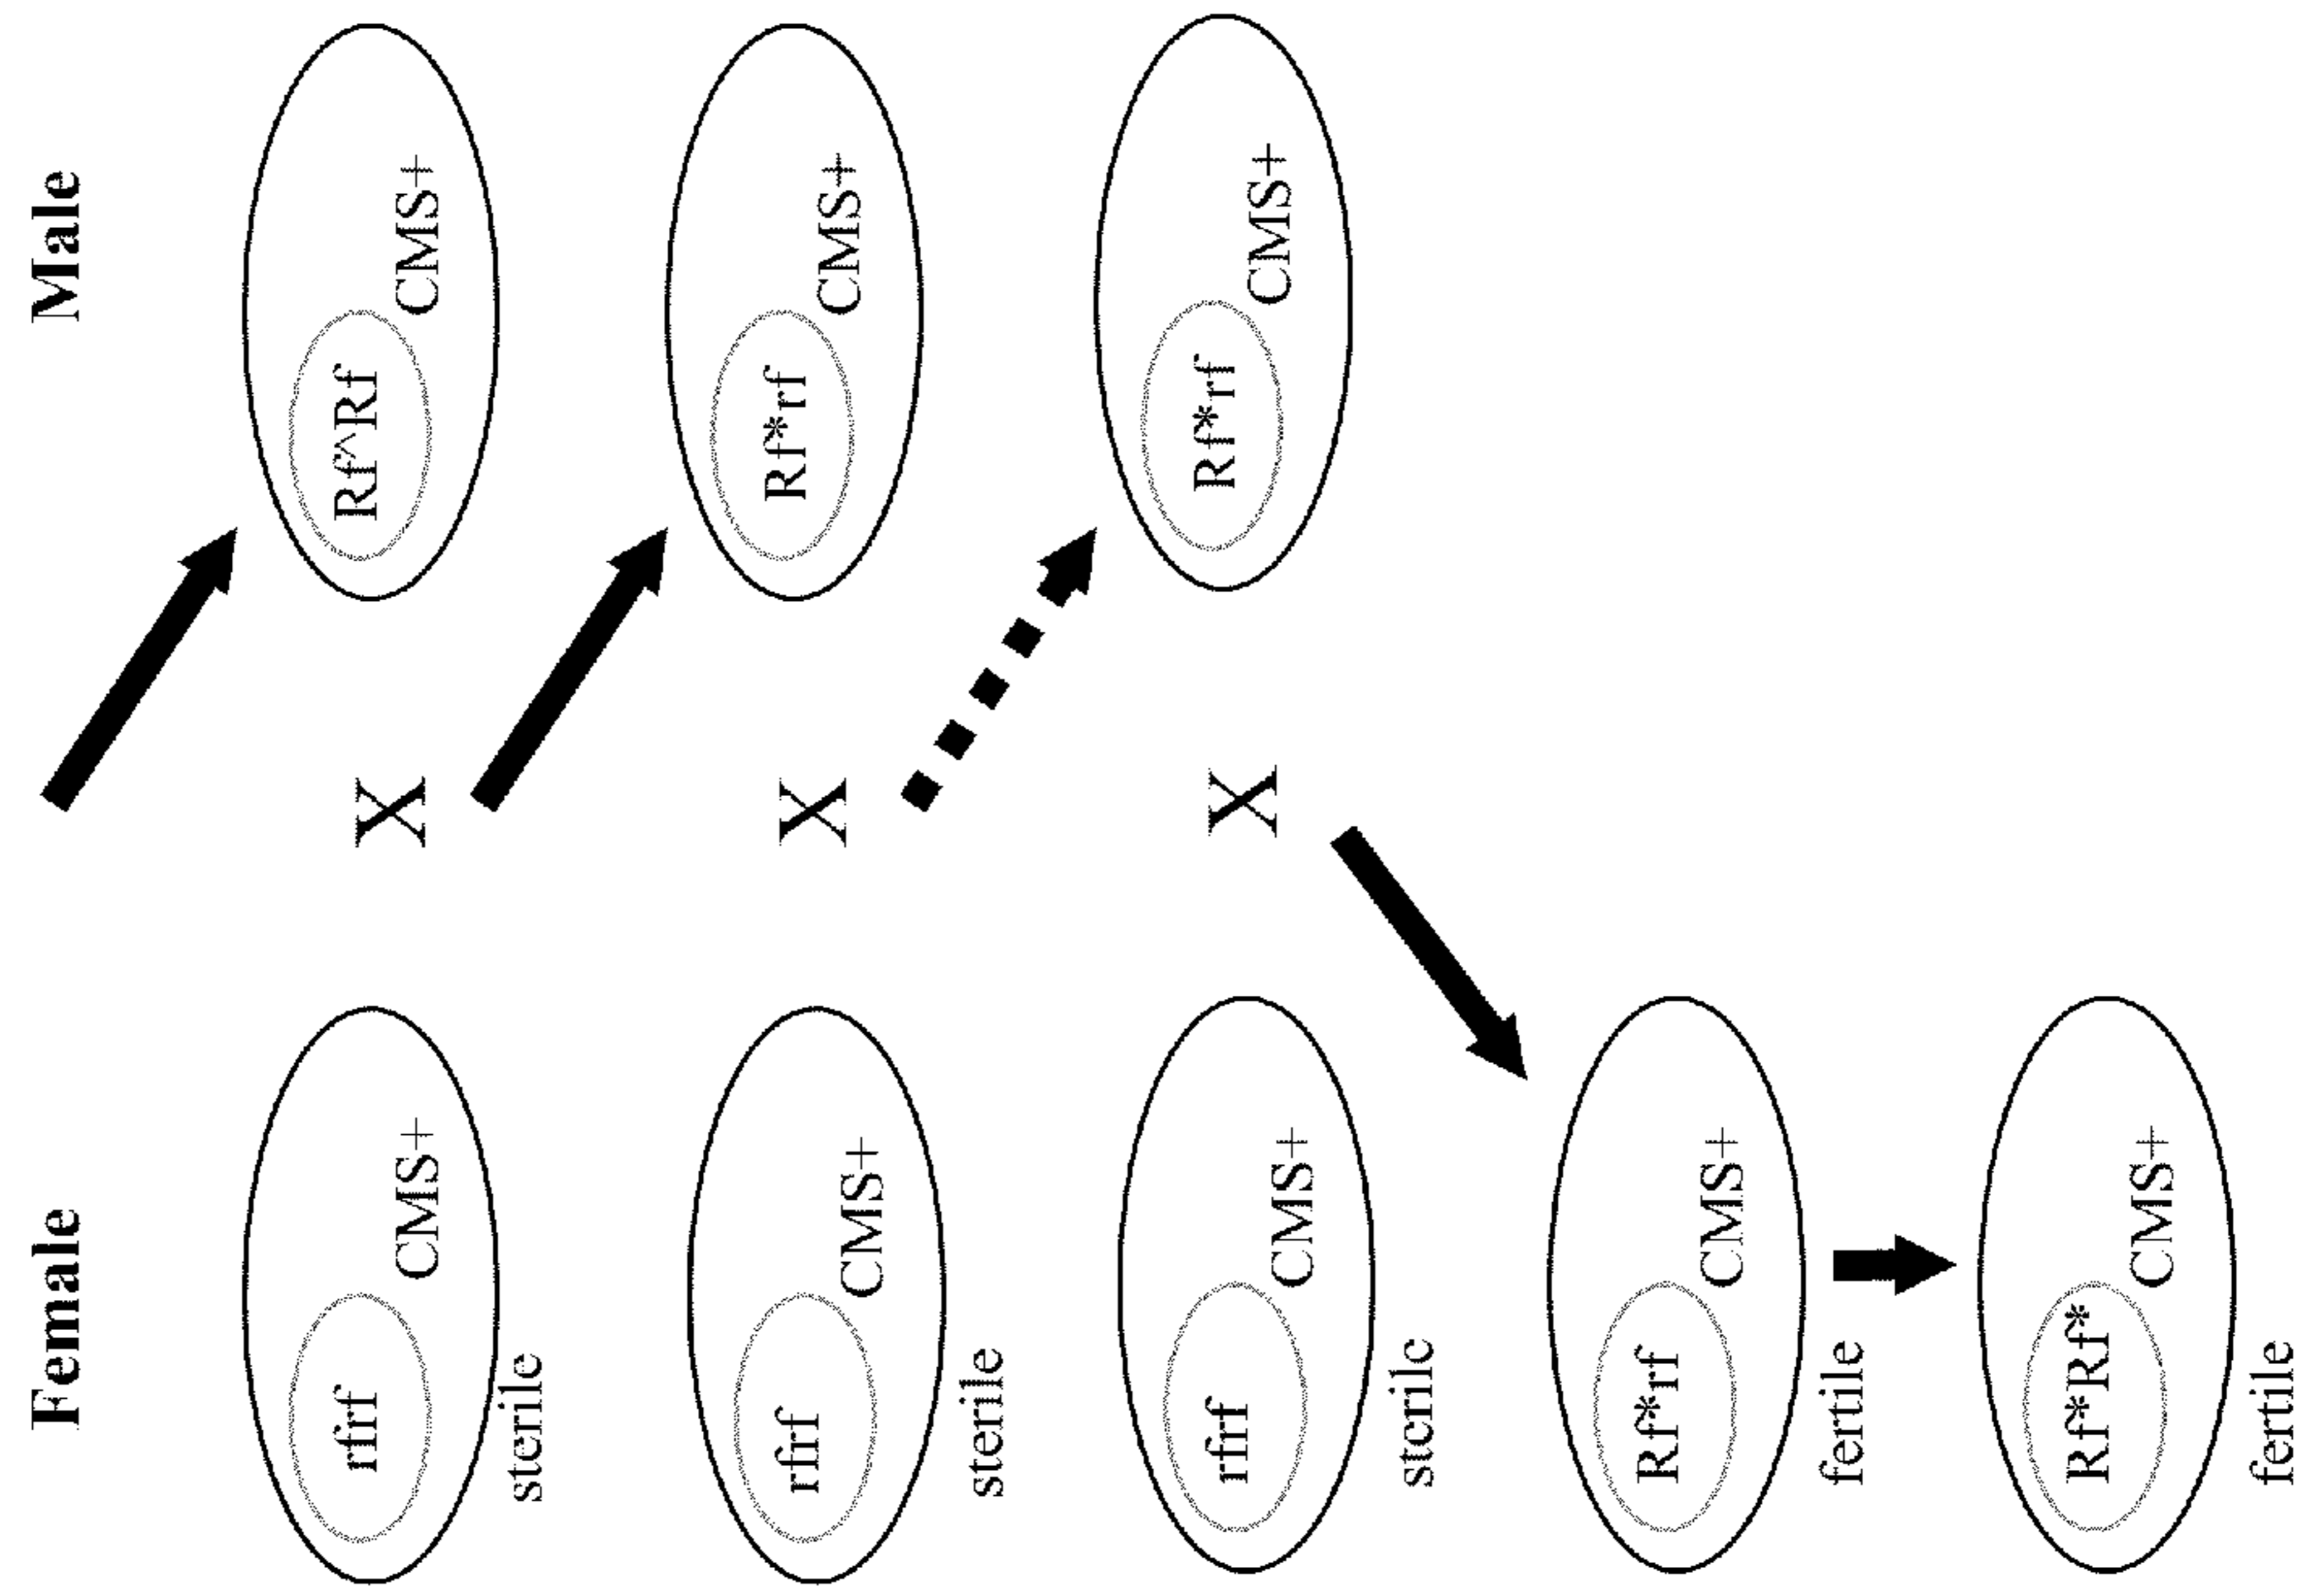 Female
Male
rfrf
CMS+
X
Rf^Rf
CMS+
sterile
rfrf
CMS+
X
Rf*rf
CMS+
sterile
rfrf
CMS+
X
Rf*rf
CMS+
sterile
Rf*rf
CMS+
fertile
Rf*Rf*
CMS+
fertile